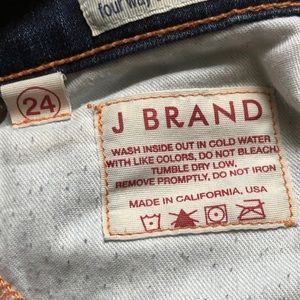 four way
24
J BRAND
WASH INSIDE OUT IN COLD WATER
WITH LIKE COLORS, DO NOT BLEACH
TUMBLE DRY LOW,
REMOVE PROMPTLY, DO NOT IRON
MADE IN CALIFORNIA, USA